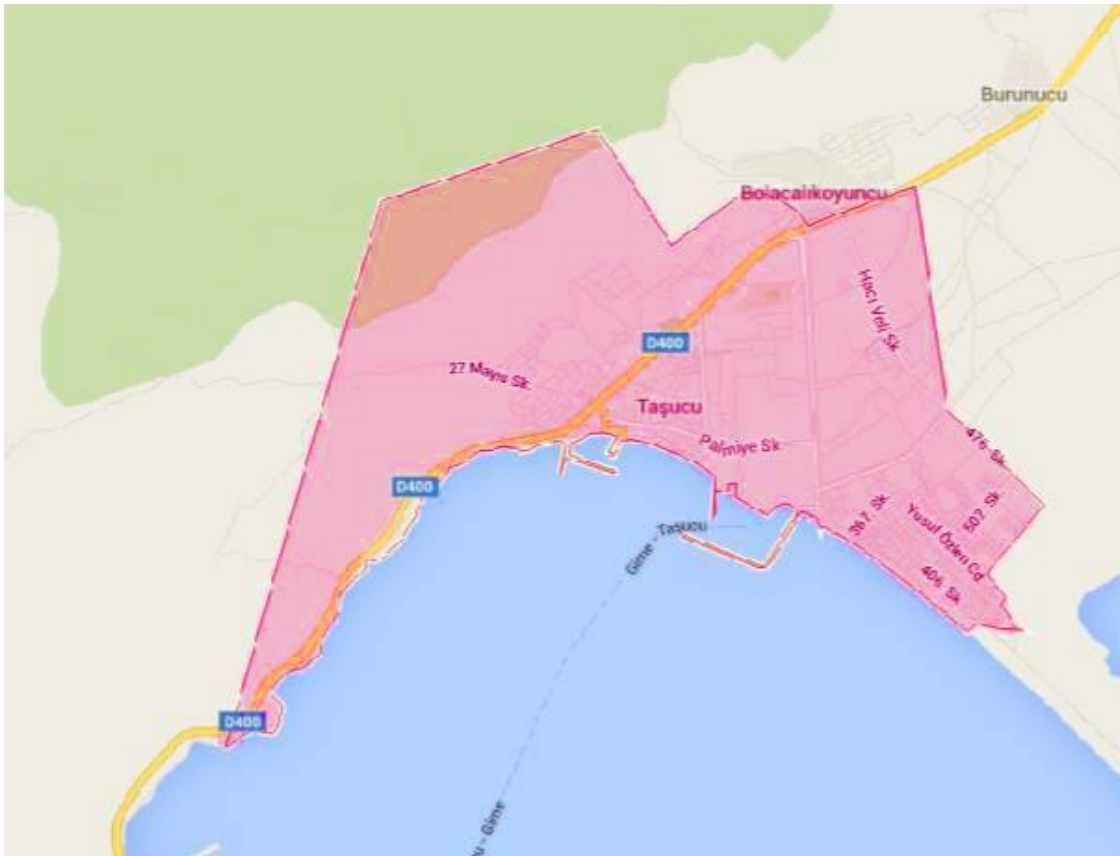 Burunucu
Bolacalıkoyuncu
Hacı Veli Sk
D400
27 Mayıs Sk.
Taşucu
Palmiye Sk
476. Sk
D400
502. Sk
367. Sk
Yusuf Özleri Cd
Girne - Taşucu
406. Sk
D400
u - Girne